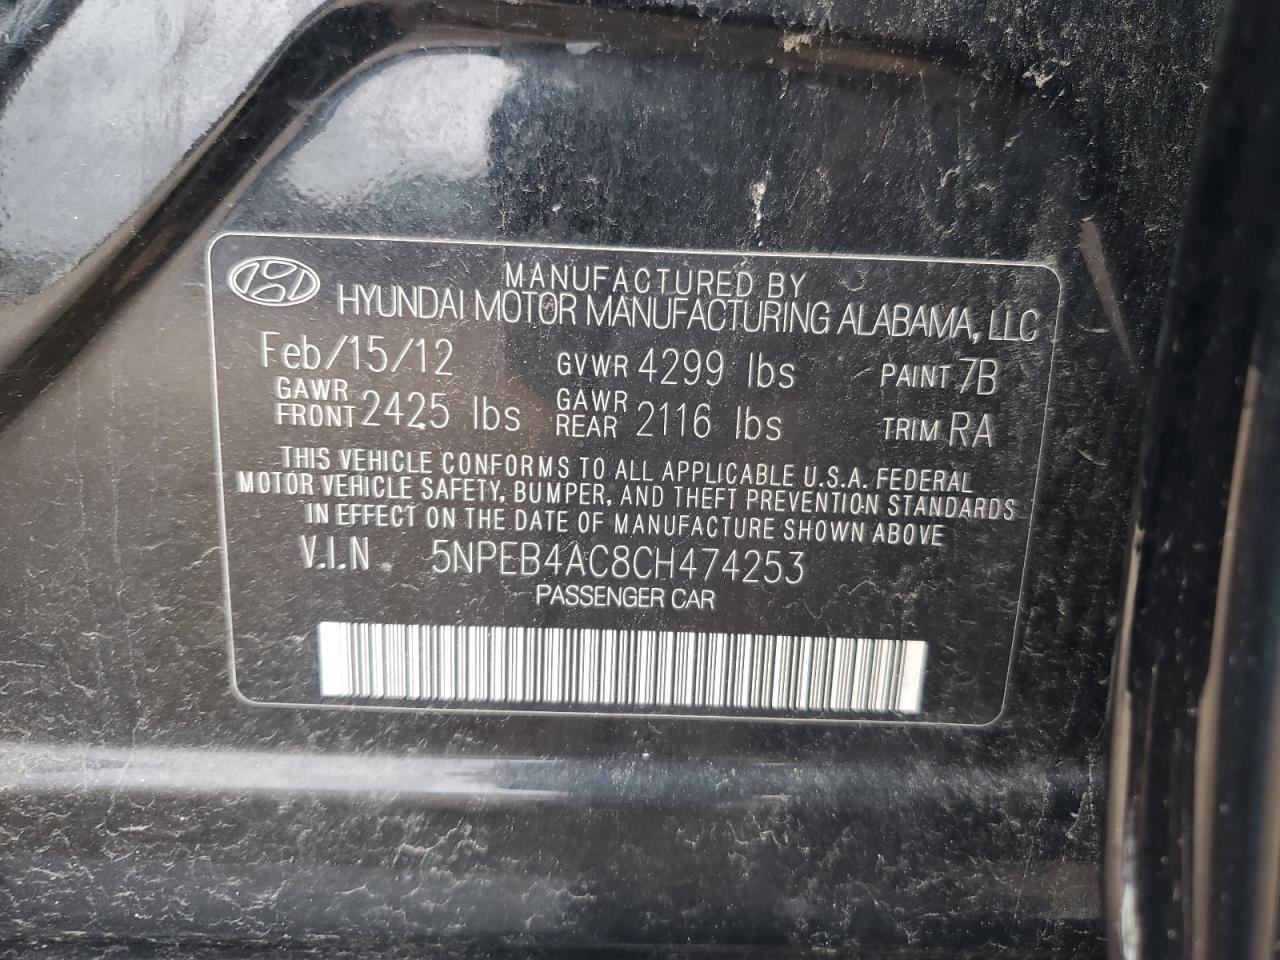 MANUFACTURED BY
HYUNDAI MOTOR MANUFACTURING ALABAMA, LLC
Feb/15/12 GVWR 4299 lbs PAINT 7B
GAWR FRONT 2425 lbs GAWR REAR 2116 lbs TRIM RA
THIS VEHICLE CONFORMS TO ALL APPLICABLE U.S.A. FEDERAL
MOTOR VEHICLE SAFETY, BUMPER, AND THEFT PREVENTION STANDARDS
IN EFFECT ON THE DATE OF MANUFACTURE SHOWN ABOVE
V.I.N 5NPEB4AC8CH474253
PASSENGER CAR